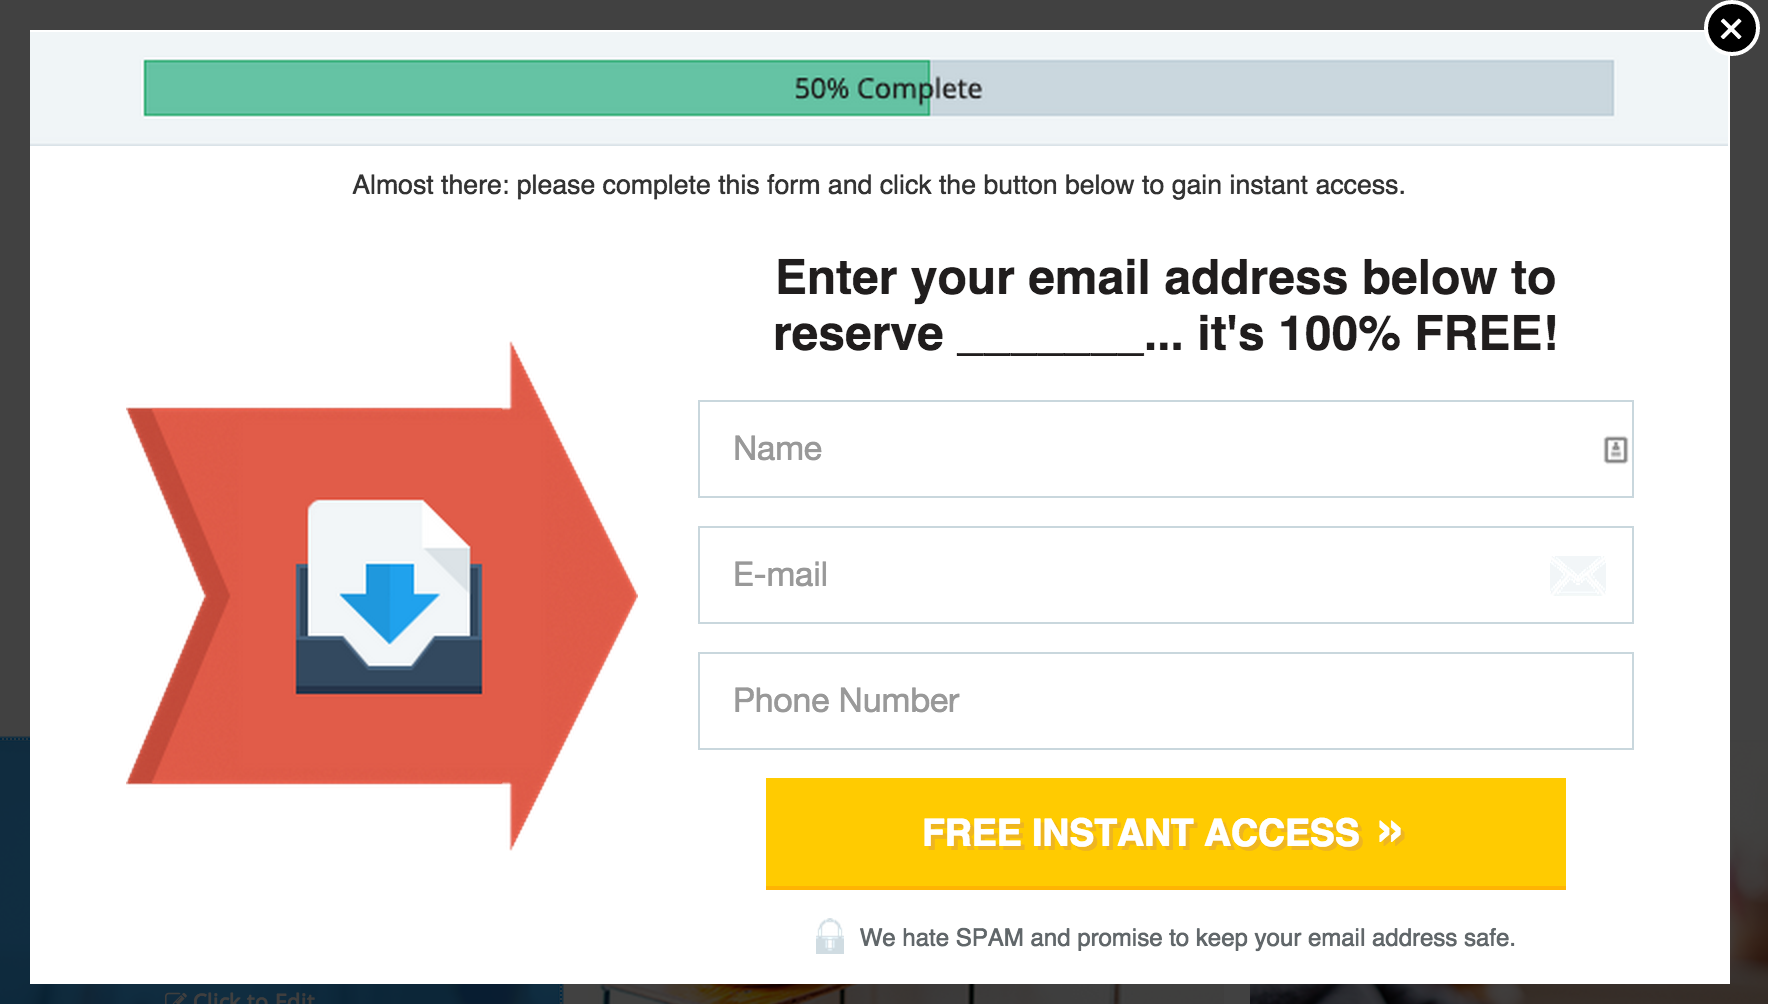 50% Complete
Almost there: please complete this form and click the button below to gain instant access.
Enter your email address below to
reserve _______... it's 100% FREE!
Name
E-mail
Phone Number
FREE INSTANT ACCESS »
We hate SPAM and promise to keep your email address safe.
Click to Edit